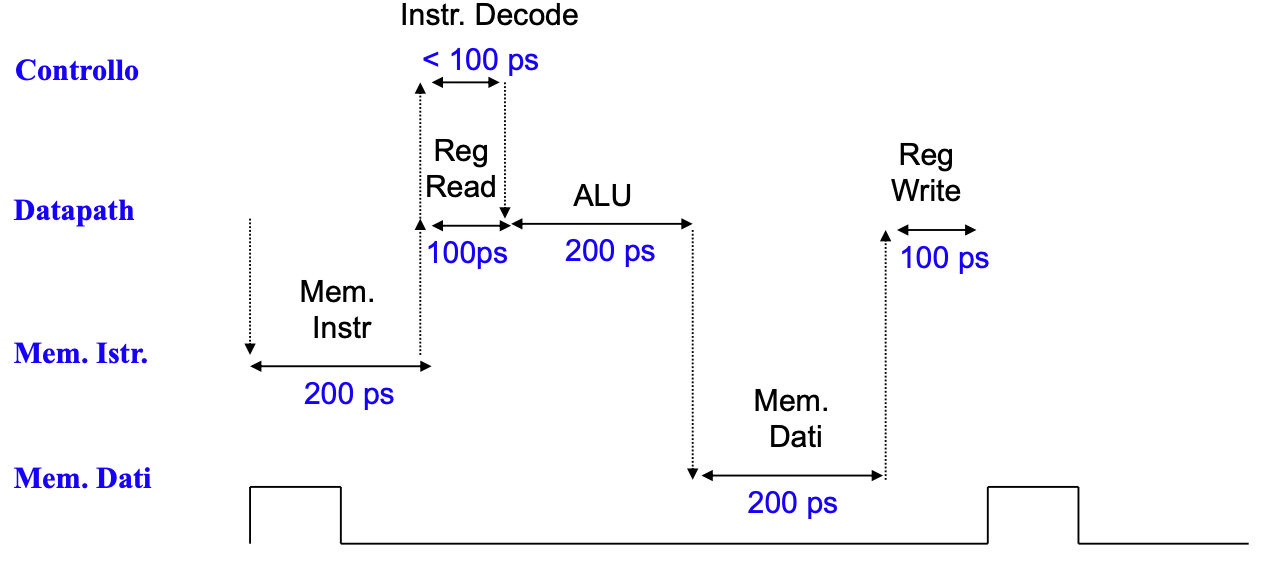 Instr. Decode
Controllo
< 100 ps
Reg
Read
Reg
Write
Datapath
ALU
100ps
200 ps
100 ps
Mem.
Instr
Mem. Istr.
200 ps
Mem.
Dati
Mem. Dati
200 ps